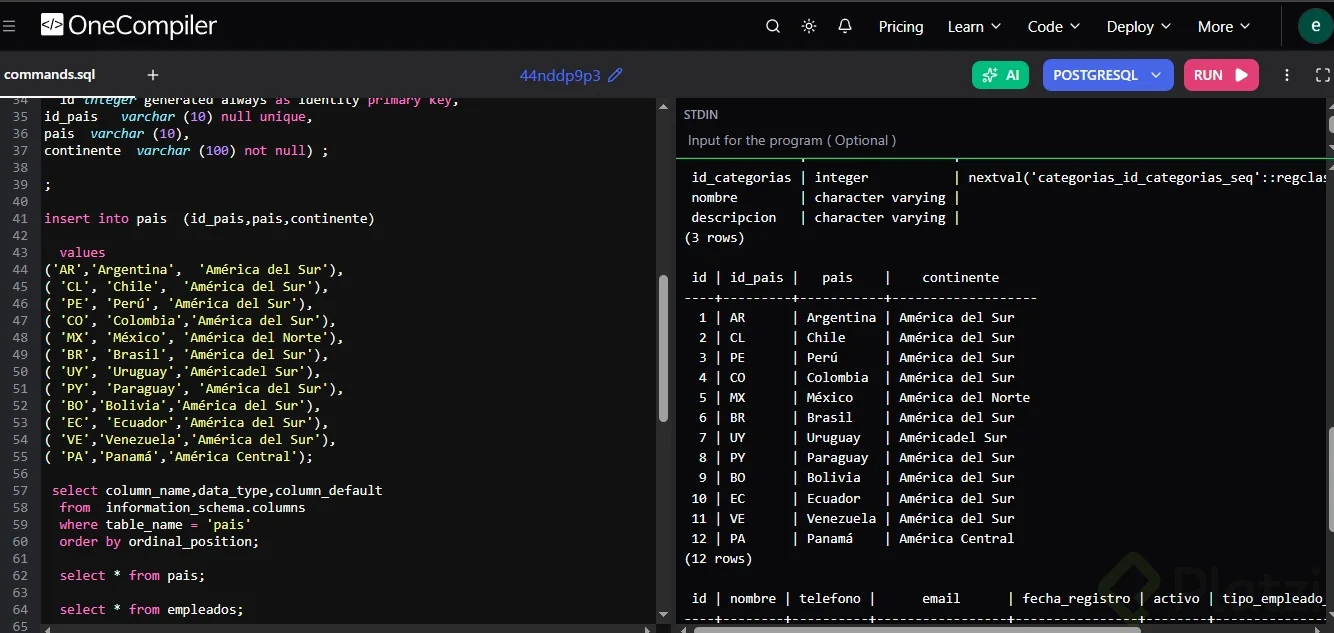 </> OneCompiler
Pricing Learn Code Deploy More e
commands.sql + 44nddp9p3 AI POSTGRESQL RUN
34 id integer generated always as identity primary key,
35 id_pais varchar (10) null unique,
36 pais varchar (10),
37 continente varchar (100) not null) ;
38
39 ;
40
41 insert into pais (id_pais,pais,continente)
42
43 values
44 ('AR','Argentina', 'América del Sur'),
45 ( 'CL', 'Chile', 'América del Sur'),
46 ( 'PE', 'Perú', 'América del Sur'),
47 ( 'CO', 'Colombia','América del Sur'),
48 ( 'MX', 'México', 'América del Norte'),
49 ( 'BR', 'Brasil', 'América del Sur'),
50 ( 'UY', 'Uruguay','Américadel Sur'),
51 ( 'PY', 'Paraguay', 'América del Sur'),
52 ( 'BO','Bolivia','América del Sur'),
53 ( 'EC', 'Ecuador','América del Sur'),
54 ( 'VE','Venezuela','América del Sur'),
55 ( 'PA','Panamá','América Central');
56
57 select column_name,data_type,column_default
58 from information_schema.columns
59 where table_name = 'pais'
60 order by ordinal_position;
61
62 select * from pais;
63
64 select * from empleados;
65
STDIN
Input for the program ( Optional )
id_categorias | integer | nextval('categorias_id_categorias_seq'::regclas
nombre | character varying |
descripcion | character varying |
(3 rows)
id | id_pais | pais | continente
----+---------+-----------+-------------------
1 | AR | Argentina | América del Sur
2 | CL | Chile | América del Sur
3 | PE | Perú | América del Sur
4 | CO | Colombia | América del Sur
5 | MX | México | América del Norte
6 | BR | Brasil | América del Sur
7 | UY | Uruguay | Américadel Sur
8 | PY | Paraguay | América del Sur
9 | BO | Bolivia | América del Sur
10 | EC | Ecuador | América del Sur
11 | VE | Venezuela | América del Sur
12 | PA | Panamá | América Central
(12 rows)
Platzi
id | nombre | telefono | email | fecha_registro | activo | tipo_empleado_